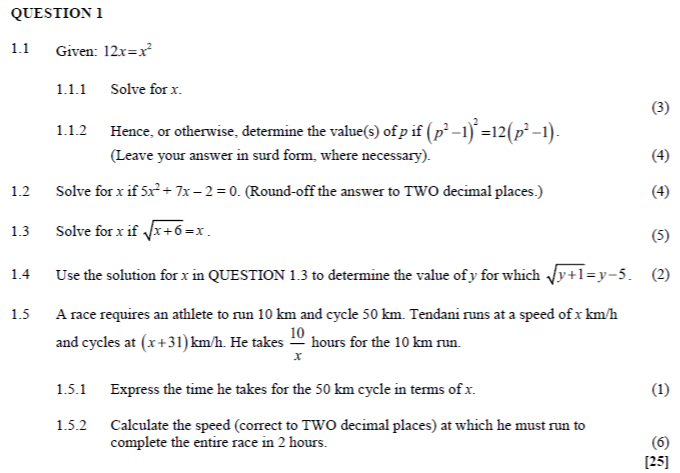 QUESTION 1
1.1 Given: 12x=x²
1.1.1 Solve for x.
(3)
1.1.2 Hence, or otherwise, determine the value(s) of p if (p² –1)² =12(p² –1).
(Leave your answer in surd form, where necessary). (4)
1.2 Solve for x if 5x² + 7x – 2 = 0. (Round-off the answer to TWO decimal places.) (4)
1.3 Solve for x if √(x+6) = x. (5)
1.4 Use the solution for x in QUESTION 1.3 to determine the value of y for which √(y+1) = y–5. (2)
1.5 A race requires an athlete to run 10 km and cycle 50 km. Tendani runs at a speed of x km/h
and cycles at (x+31) km/h. He takes 10/x hours for the 10 km run.
1.5.1 Express the time he takes for the 50 km cycle in terms of x. (1)
1.5.2 Calculate the speed (correct to TWO decimal places) at which he must run to
complete the entire race in 2 hours. (6)
[25]